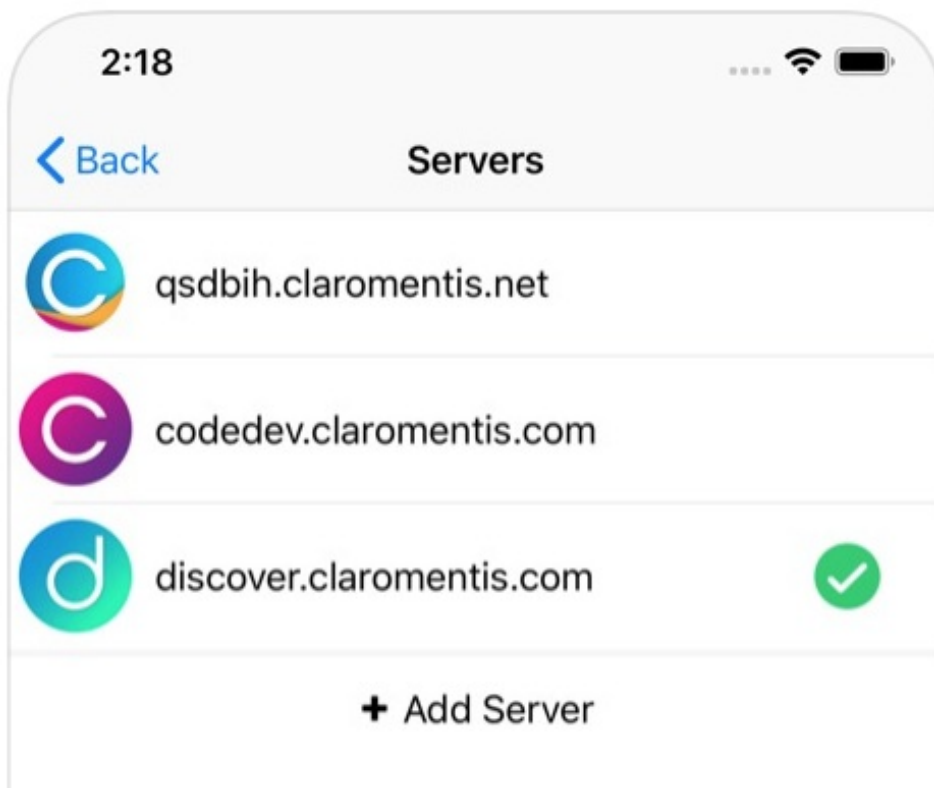 2:18
Back Servers
qsdbih.claromentis.net
codedev.claromentis.com
discover.claromentis.com
+ Add Server